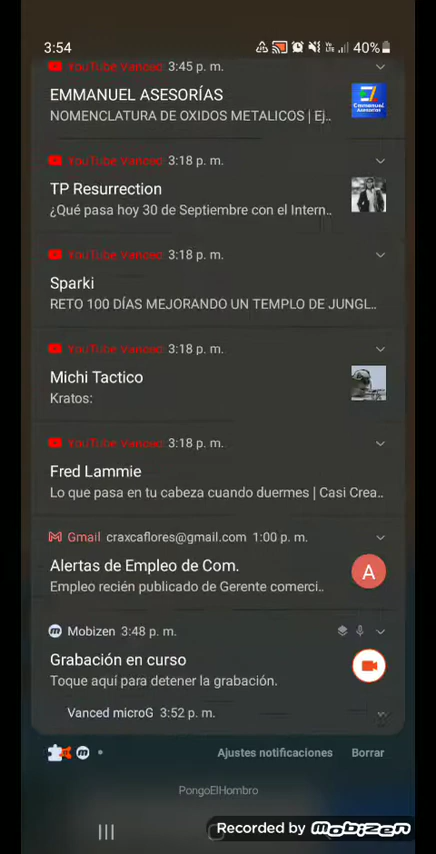 3:54
40%
YouTube Vanced 3:45 p. m.
EMMANUEL ASESORÍAS
NOMENCLATURA DE OXIDOS METALICOS | Ej..
Emmanuel
Asesorías
YouTube Vanced 3:18 p. m.
TP Resurrection
¿Qué pasa hoy 30 de Septiembre con el Intern..
YouTube Vanced 3:18 p. m.
Sparki
RETO 100 DÍAS MEJORANDO UN TEMPLO DE JUNGL..
YouTube Vanced 3:18 p. m.
Michi Tactico
Kratos:
YouTube Vanced 3:18 p. m.
Fred Lammie
Lo que pasa en tu cabeza cuando duermes | Casi Crea..
Gmail craxcaflores@gmail.com 1:00 p. m.
Alertas de Empleo de Com.
Empleo recién publicado de Gerente comerci..
A
Mobizen 3:48 p. m.
Grabación en curso
Toque aquí para detener la grabación.
Vanced microG 3:52 p. m.
Ajustes notificaciones Borrar
PongoElHombro
Recorded by mobizen